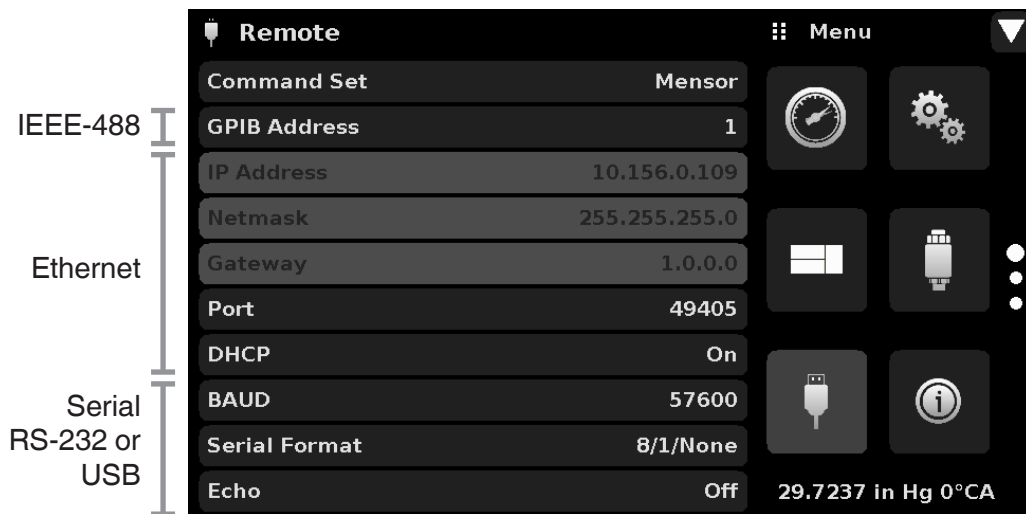 Remote
Menu
Command Set Mensor
IEEE-488
GPIB Address 1
IP Address 10.156.0.109
Netmask 255.255.255.0
Ethernet
Gateway 1.0.0.0
Port 49405
DHCP On
Serial
RS-232 or
USB
BAUD 57600
Serial Format 8/1/None
Echo Off
29.7237 in Hg 0°CA